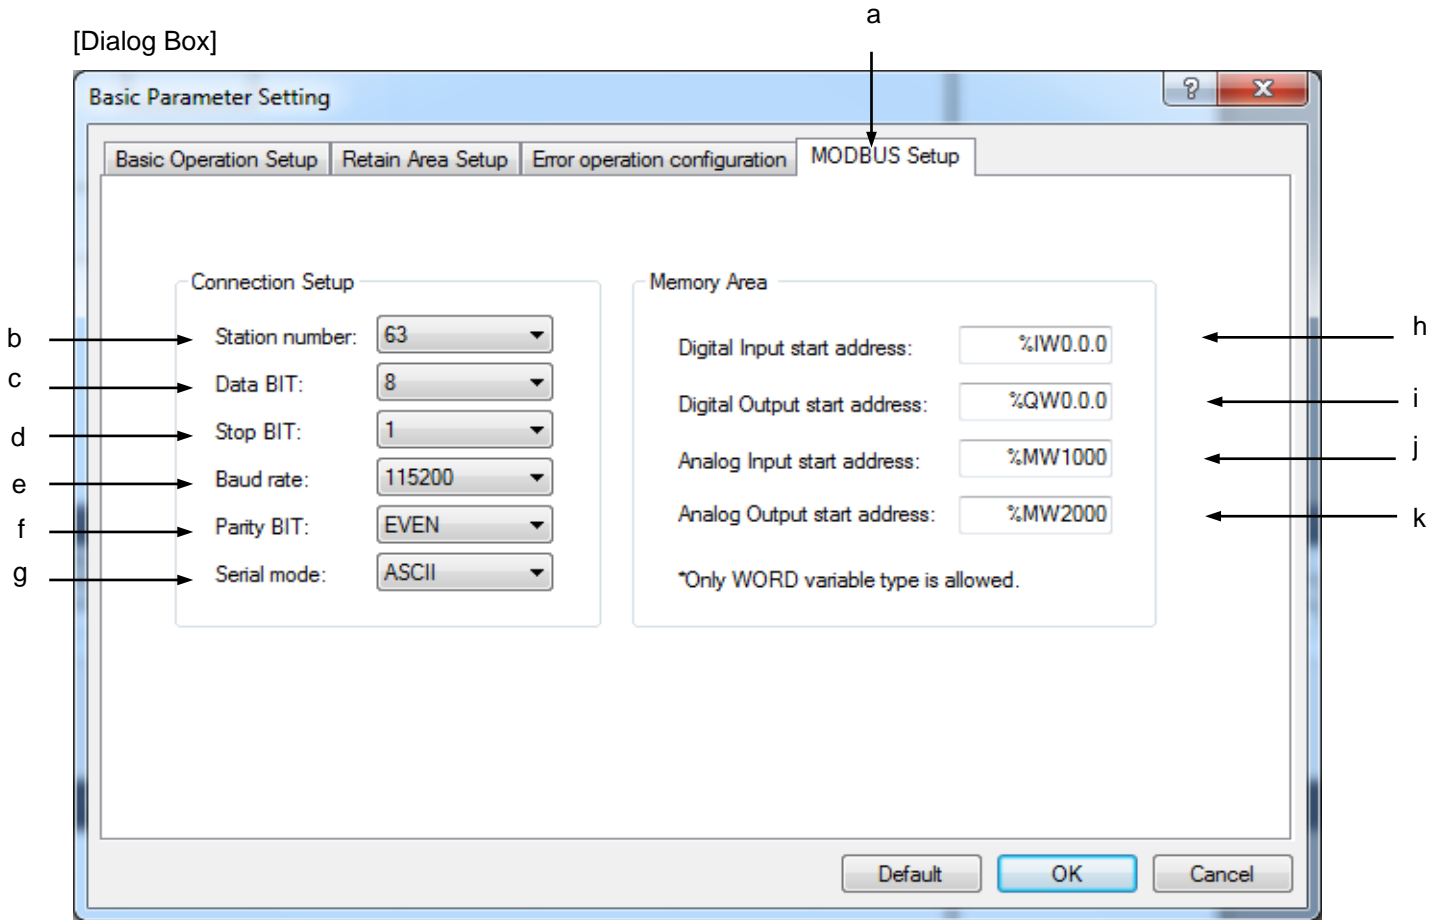 a
[Dialog Box]
Basic Parameter Setting
?
Basic Operation Setup Retain Area Setup Error operation configuration MODBUS Setup
Connection Setup
b Station number: 63
c Data BIT: 8
d Stop BIT: 1
e Baud rate: 115200
f Parity BIT: EVEN
g Serial mode: ASCII
Memory Area
Digital Input start address: %IW0.0.0 h
Digital Output start address: %QW0.0.0 i
Analog Input start address: %MW1000 j
Analog Output start address: %MW2000 k
*Only WORD variable type is allowed.
Default OK Cancel